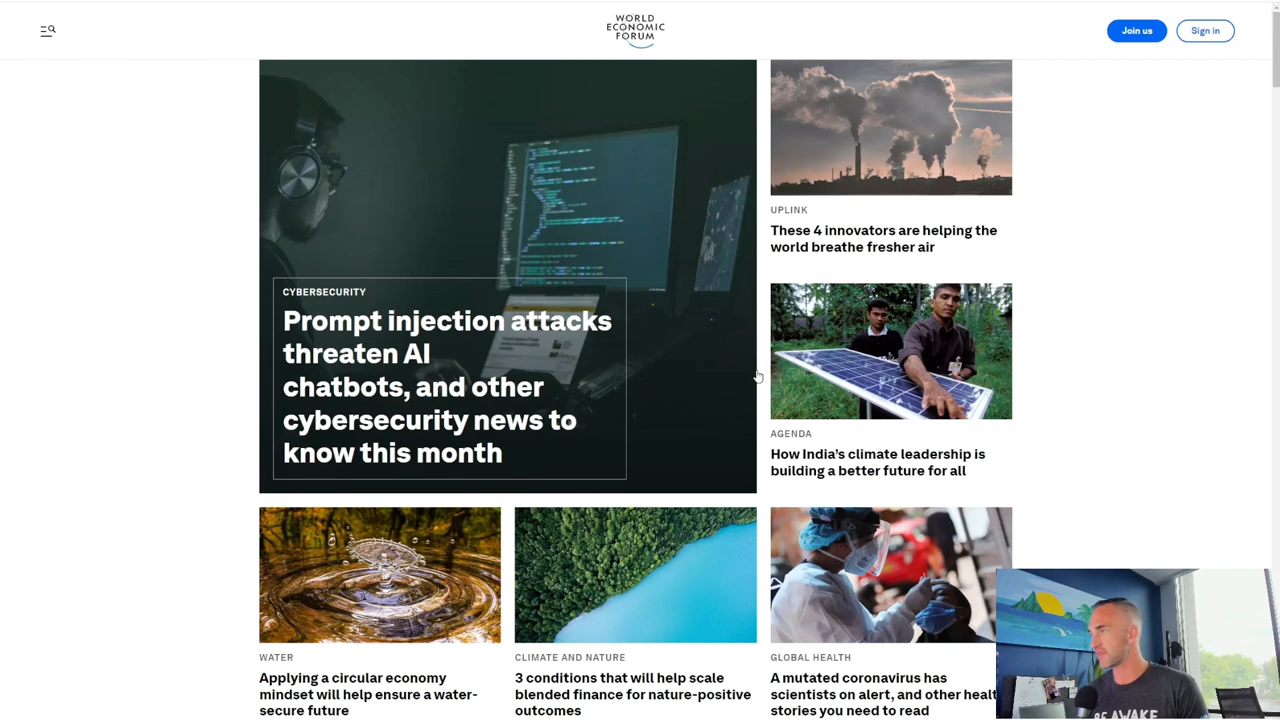 WORLD
ECONOMIC
FORUM
Join us
Sign in
CYBERSECURITY
Prompt injection attacks
threaten AI
chatbots, and other
cybersecurity news to
know this month
UPLINK
These 4 innovators are helping the
world breathe fresher air
AGENDA
How India's climate leadership is
building a better future for all
WATER
Applying a circular economy
mindset will help ensure a water-
secure future
CLIMATE AND NATURE
3 conditions that will help scale
blended finance for nature-positive
outcomes
GLOBAL HEALTH
A mutated coronavirus has
scientists on alert, and other healt
stories you need to read
BE AWAKE